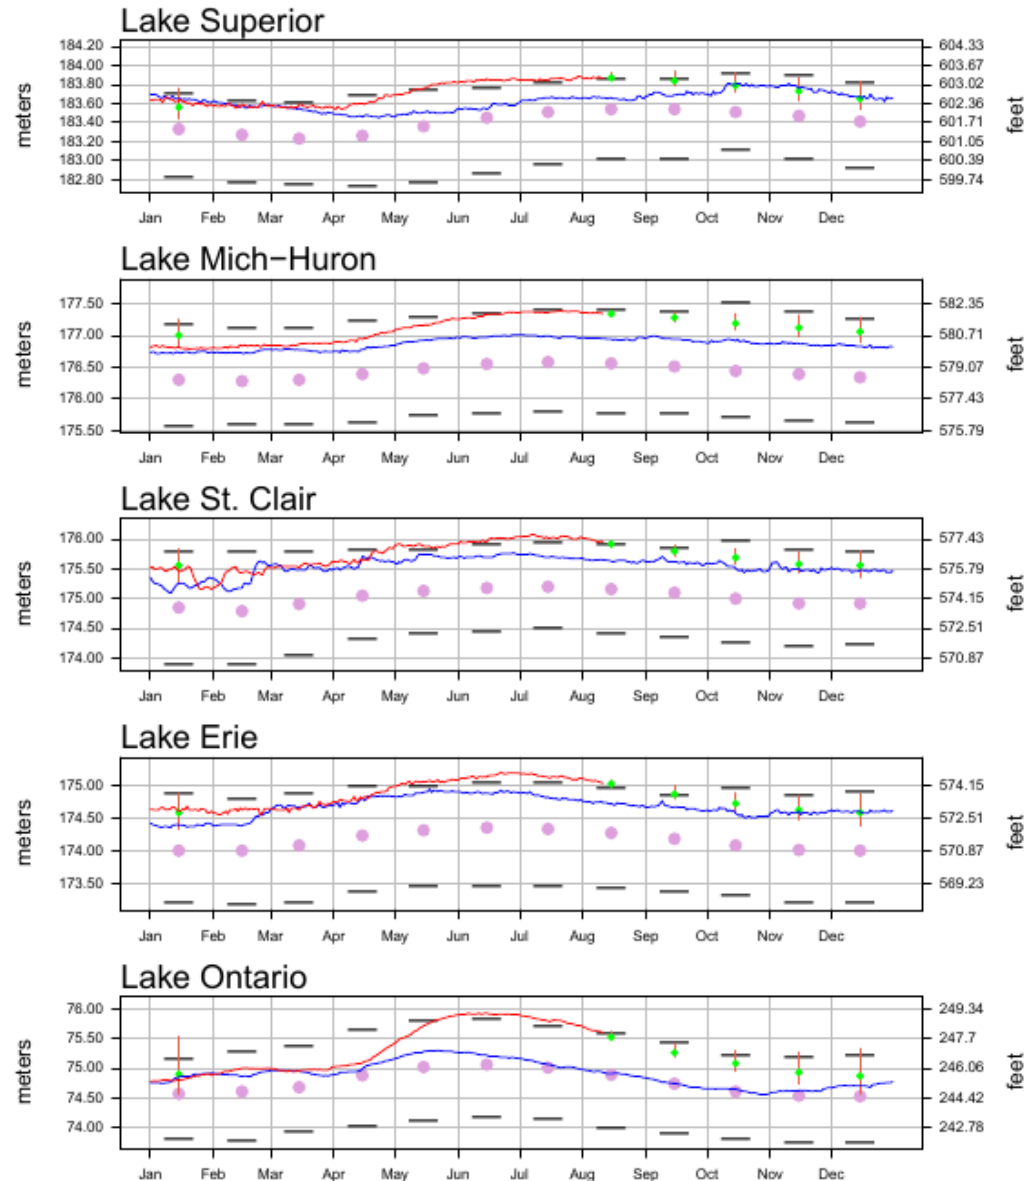 Lake Superior
184.20 604.33
184.00 603.67
183.80 603.02
183.60 602.36
183.40 601.71
183.20 601.05
183.00 600.39
182.80 599.74
meters feet
Jan Feb Mar Apr May Jun Jul Aug Sep Oct Nov Dec
Lake Mich−Huron
177.50 582.35
177.00 580.71
176.50 579.07
176.00 577.43
175.50 575.79
meters feet
Jan Feb Mar Apr May Jun Jul Aug Sep Oct Nov Dec
Lake St. Clair
176.00 577.43
175.50 575.79
175.00 574.15
174.50 572.51
174.00 570.87
meters feet
Jan Feb Mar Apr May Jun Jul Aug Sep Oct Nov Dec
Lake Erie
175.00 574.15
174.50 572.51
174.00 570.87
173.50 569.23
meters feet
Jan Feb Mar Apr May Jun Jul Aug Sep Oct Nov Dec
Lake Ontario
76.00 249.34
75.50 247.7
75.00 246.06
74.50 244.42
74.00 242.78
meters feet
Jan Feb Mar Apr May Jun Jul Aug Sep Oct Nov Dec